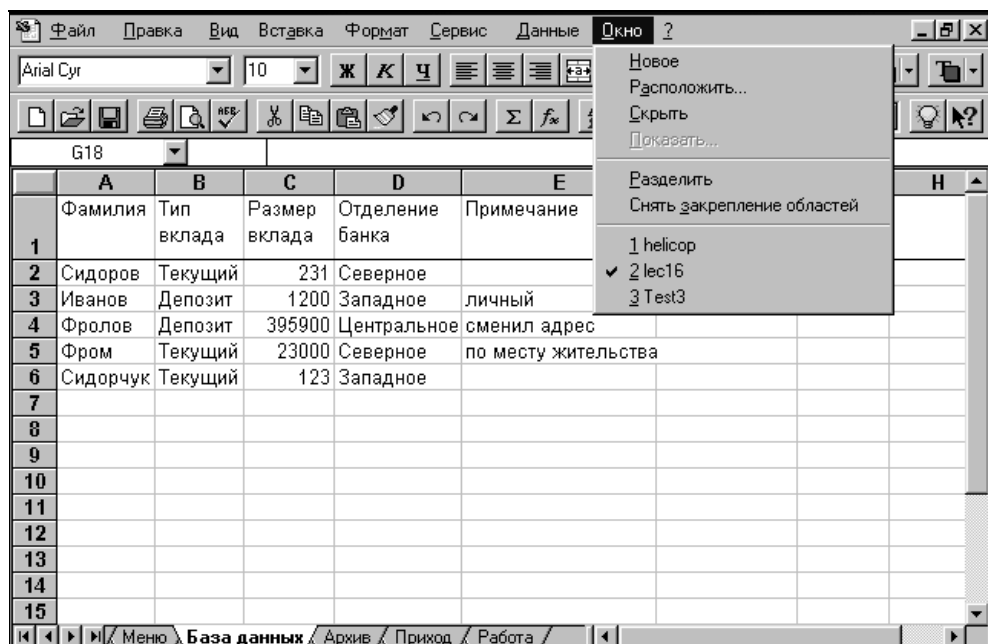 Файл Правка Вид Вставка Формат Сервис Данные Окно ?
Arial Cyr 10 Ж К Ч
Новое
Расположить...
Скрыть
Показать...
Разделить
Снять закрепление областей
1 helicop
2 lec16
3 Test3
G18
A B C D E H
1 Фамилия Тип вклада Размер вклада Отделение банка Примечание
2 Сидоров Текущий 231 Северное
3 Иванов Депозит 1200 Западное личный
4 Фролов Депозит 395900 Центральное сменил адрес
5 Фром Текущий 23000 Северное по месту жительства
6 Сидорчук Текущий 123 Западное
7
8
9
10
11
12
13
14
15
Меню База данных Архив Приход Работа